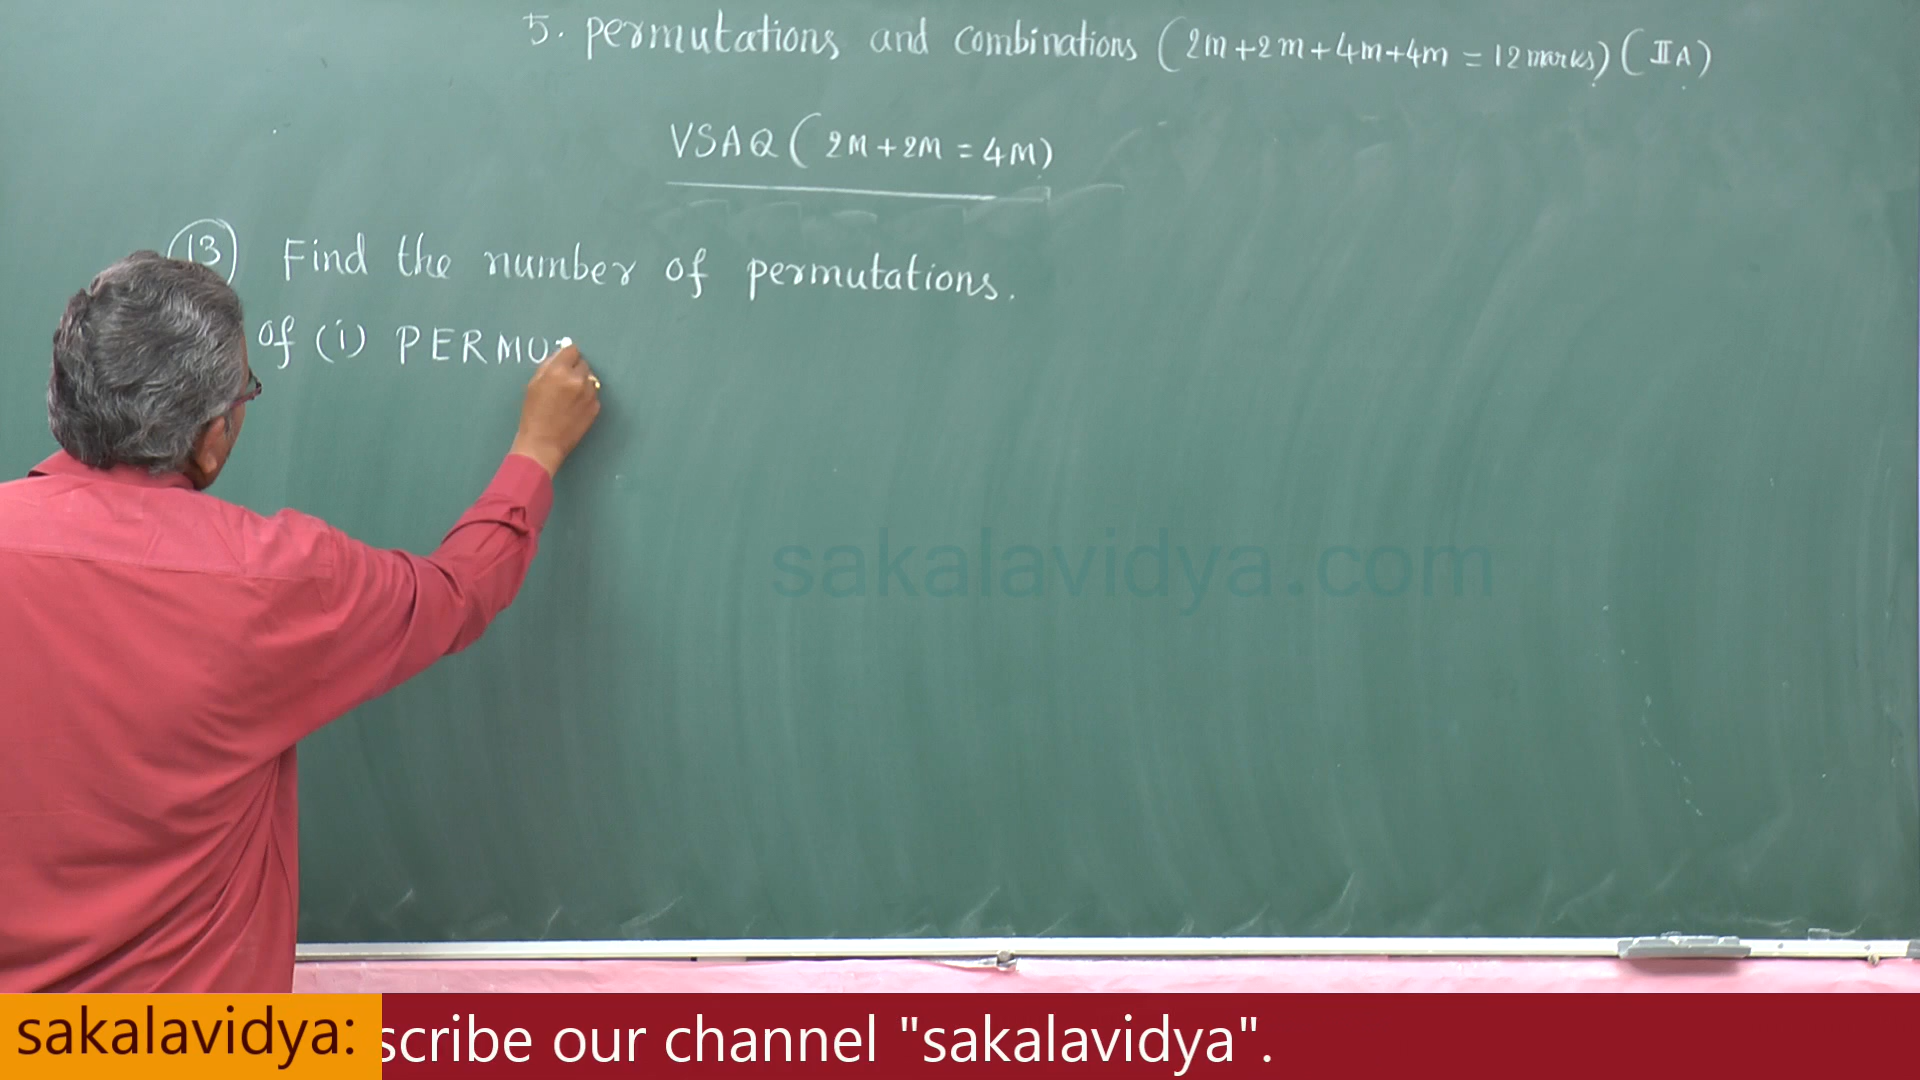 5. permutations and combinations (2m+2m+4m+4m = 12 marks) (IIA)
VSAQ (2M+2M = 4M)
13 Find the number of permutations.
of (i) PERMUT
sakalavidya.com
sakalavidya: scribe our channel "sakalavidya".